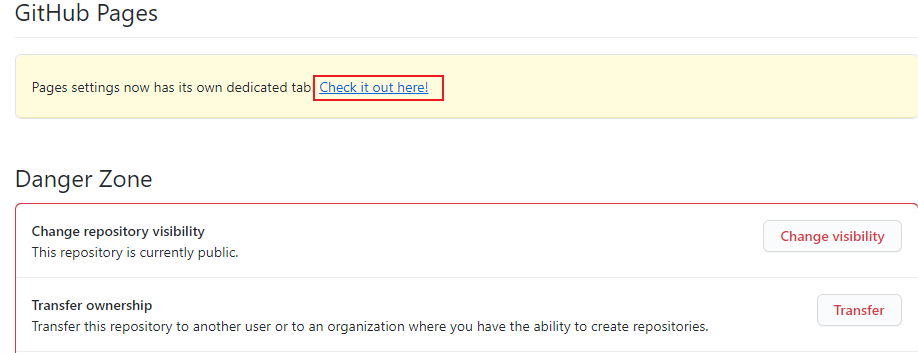 GitHub Pages
Pages settings now has its own dedicated tab! Check it out here!
Danger Zone
Change repository visibility
This repository is currently public.
Change visibility
Transfer ownership
Transfer this repository to another user or to an organization where you have the ability to create repositories.
Transfer